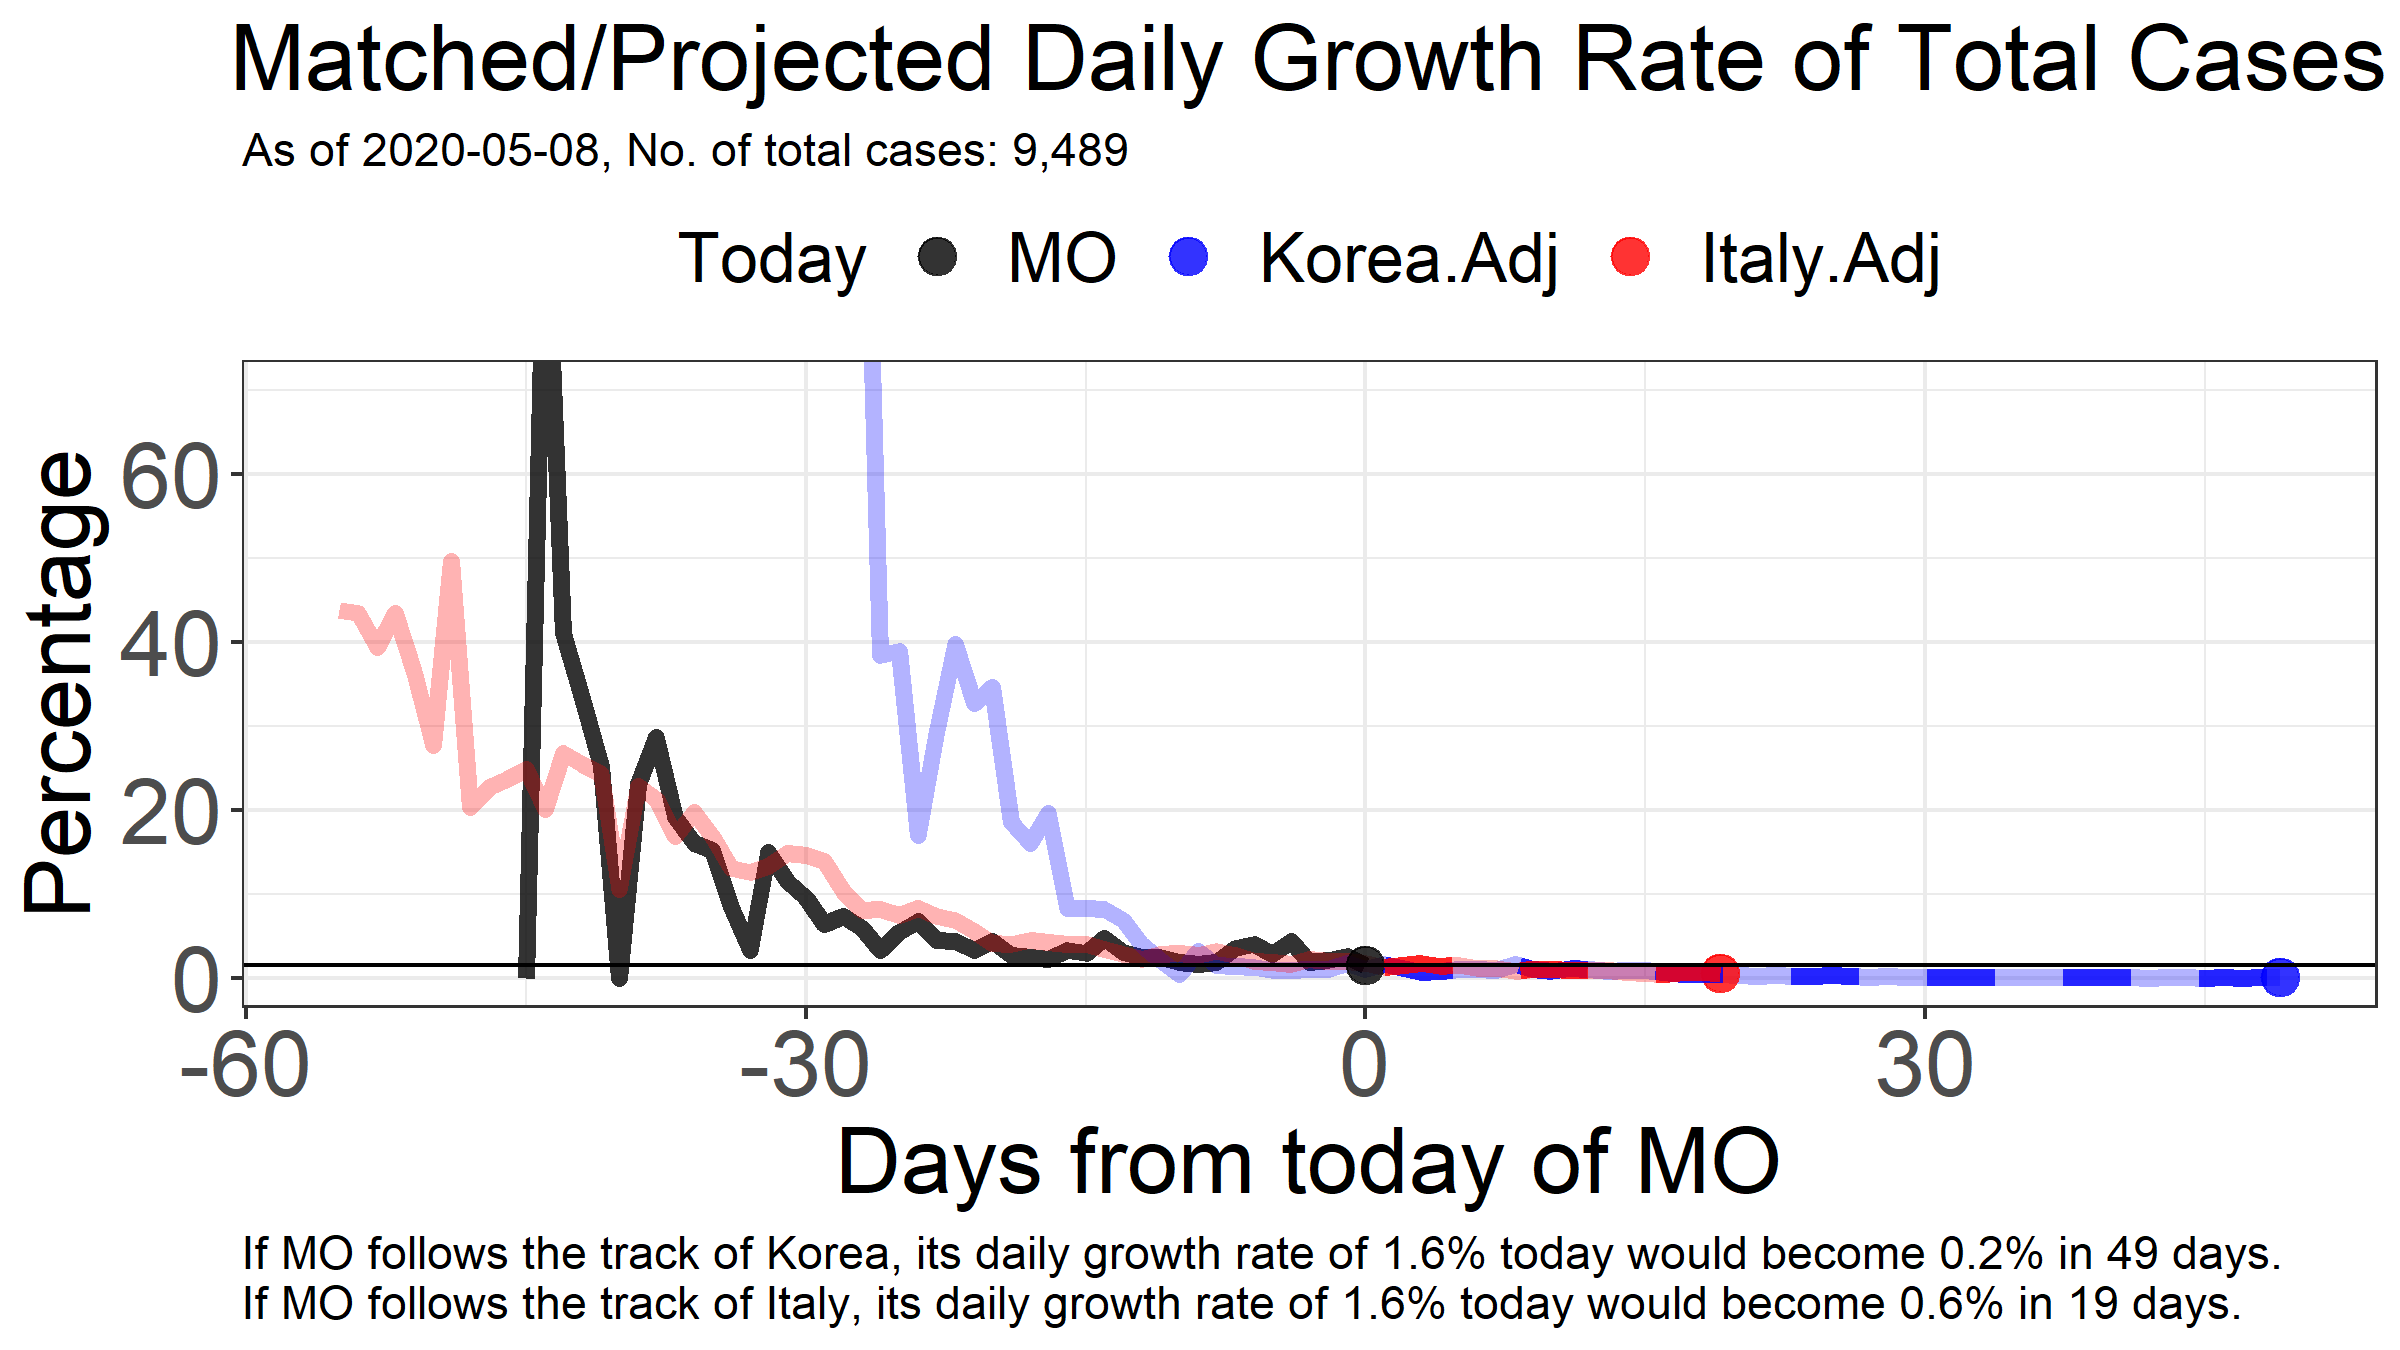 Matched/Projected Daily Growth Rate of Total Cases
As of 2020-05-08, No. of total cases: 9,489
Today MO Korea.Adj Italy.Adj
Percentage
60
40
20
0
-60 -30 0 30
Days from today of MO
If MO follows the track of Korea, its daily growth rate of 1.6% today would become 0.2% in 49 days.
If MO follows the track of Italy, its daily growth rate of 1.6% today would become 0.6% in 19 days.